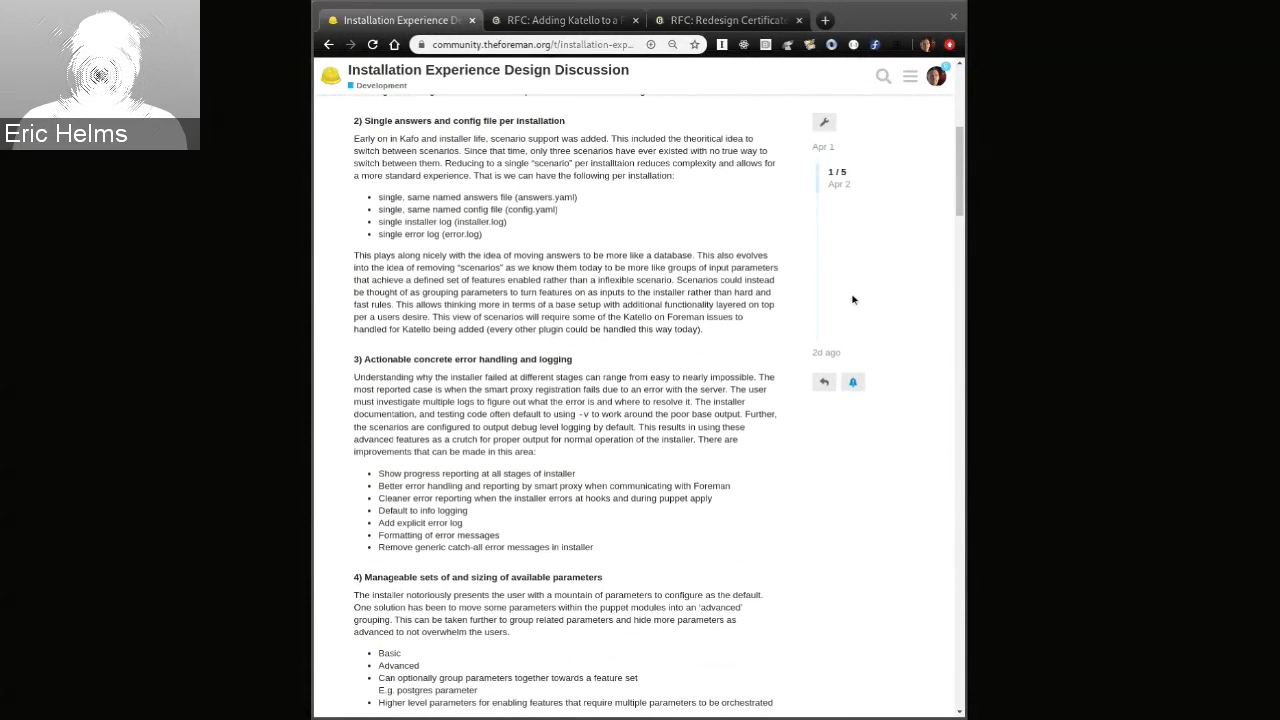 Eric Helms
Installation Experience De
RFC: Adding Katello to a F
RFC: Redesign Certificate
community.theforeman.org/t/installation-exp...
Installation Experience Design Discussion
Development
2) Single answers and config file per installation
Early on in Kafo and installer life, scenario support was added. This included the theoritical idea to
switch between scenarios. Since that time, only three scenarios have ever existed with no true way to
switch between them. Reducing to a single “scenario” per installtaion reduces complexity and allows for
a more standard experience. That is we can have the following per installation:
single, same named answers file (answers.yaml)
single, same named config file (config.yaml)
single installer log (installer.log)
single error log (error.log)
This plays along nicely with the idea of moving answers to be more like a database. This also evolves
into the idea of removing “scenarios” as we know them today to be more like groups of input parameters
that achieve a defined set of features enabled rather than a inflexible scenario. Scenarios could instead
be thought of as grouping parameters to turn features on as inputs to the installer rather than hard and
fast rules. This allows thinking more in terms of a base setup with additional functionality layered on top
per a users desire. This view of scenarios will require some of the Katello on Foreman issues to
handled for Katello being added (every other plugin could be handled this way today).
3) Actionable concrete error handling and logging
Understanding why the installer failed at different stages can range from easy to nearly impossible. The
most reported case is when the smart proxy registration fails due to an error with the server. The user
must investigate multiple logs to figure out what the error is and where to resolve it. The installer
documentation, and testing code often default to using -v to work around the poor base output. Further,
the scenarios are configured to output debug level logging by default. This results in using these
advanced features as a crutch for proper output for normal operation of the installer. There are
improvements that can be made in this area:
Show progress reporting at all stages of installer
Better error handling and reporting by smart proxy when communicating with Foreman
Cleaner error reporting when the installer errors at hooks and during puppet apply
Default to info logging
Add explicit error log
Formatting of error messages
Remove generic catch-all error messages in installer
4) Manageable sets of and sizing of available parameters
The installer notoriously presents the user with a mountain of parameters to configure as the default.
One solution has been to move some parameters within the puppet modules into an ‘advanced’
grouping. This can be taken further to group related parameters and hide more parameters as
advanced to not overwhelm the users.
Basic
Advanced
Can optionally group parameters together towards a feature set
E.g. postgres parameter
Higher level parameters for enabling features that require multiple parameters to be orchestrated
Apr 1
1 / 5
Apr 2
2d ago